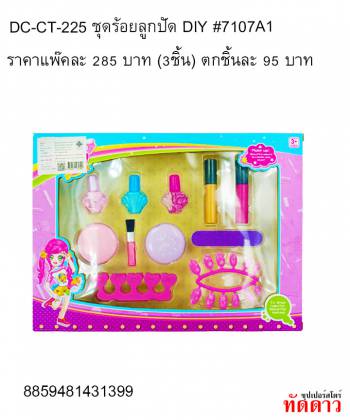 DC-CT-225 ชุดร้อยลูกปัด DIY #7107A1
ราคาแพ๊คละ 285 บาท (3ชิ้น) ตกชิ้นละ 95 บาท
3+
8859481431399
ซุปเปอร์สโตร์
ทัดดาว